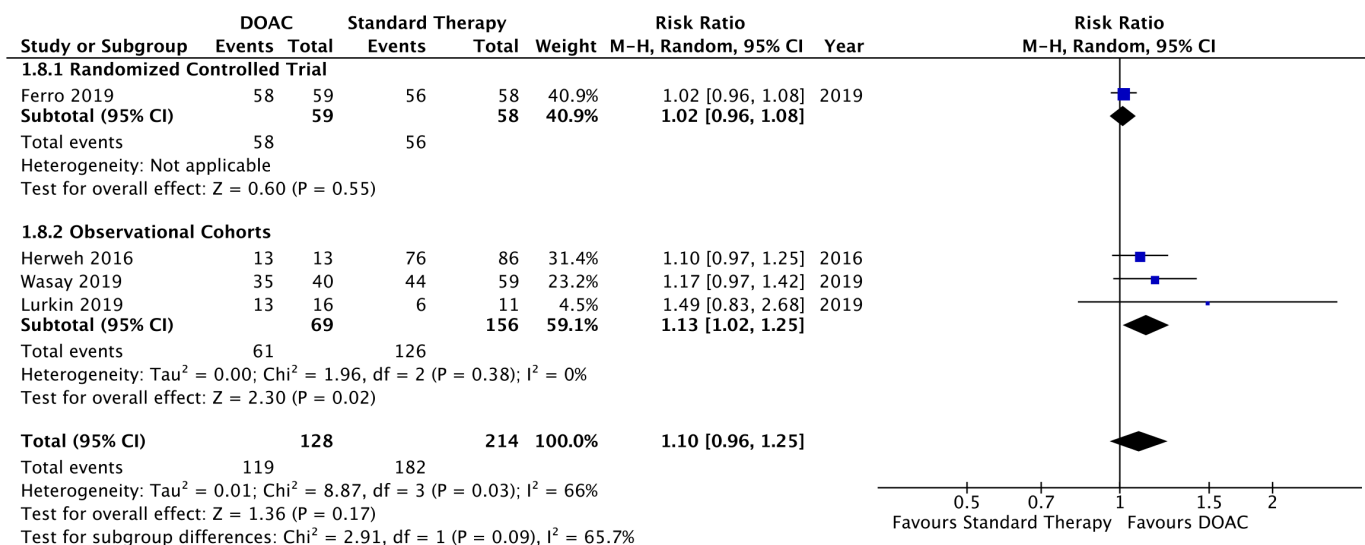 DOAC Standard Therapy Risk Ratio Risk Ratio
Study or Subgroup Events Total Events Total Weight M-H, Random, 95% CI Year M-H, Random, 95% CI
1.8.1 Randomized Controlled Trial
Ferro 2019 58 59 56 58 40.9% 1.02 [0.96, 1.08] 2019
Subtotal (95% CI) 59 58 40.9% 1.02 [0.96, 1.08]
Total events 58 56
Heterogeneity: Not applicable
Test for overall effect: Z = 0.60 (P = 0.55)
1.8.2 Observational Cohorts
Herweh 2016 13 13 76 86 31.4% 1.10 [0.97, 1.25] 2016
Wasay 2019 35 40 44 59 23.2% 1.17 [0.97, 1.42] 2019
Lurkin 2019 13 16 6 11 4.5% 1.49 [0.83, 2.68] 2019
Subtotal (95% CI) 69 156 59.1% 1.13 [1.02, 1.25]
Total events 61 126
Heterogeneity: Tau² = 0.00; Chi² = 1.96, df = 2 (P = 0.38); I² = 0%
Test for overall effect: Z = 2.30 (P = 0.02)
Total (95% CI) 128 214 100.0% 1.10 [0.96, 1.25]
Total events 119 182
Heterogeneity: Tau² = 0.01; Chi² = 8.87, df = 3 (P = 0.03); I² = 66%
Test for overall effect: Z = 1.36 (P = 0.17)
Test for subgroup differences: Chi² = 2.91, df = 1 (P = 0.09), I² = 65.7%
0.5 0.7 1 1.5 2
Favours Standard Therapy Favours DOAC